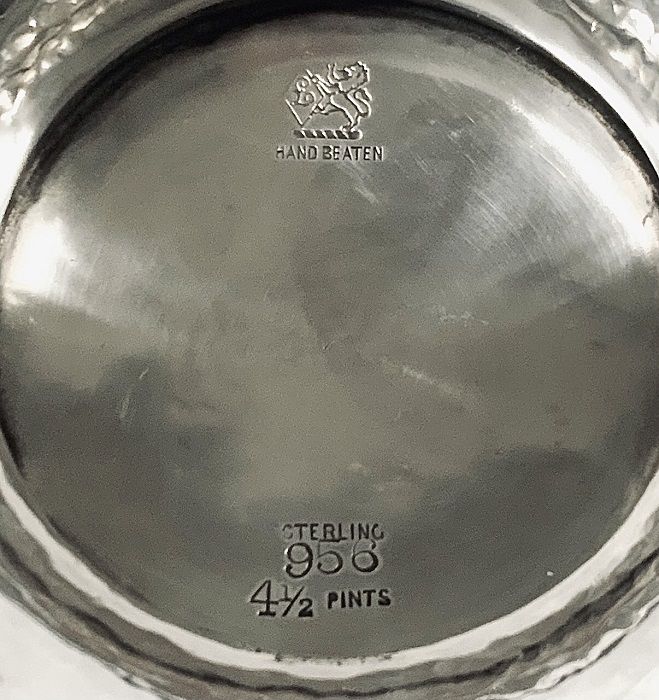 HAND BEATEN
STERLING
956
4½ PINTS